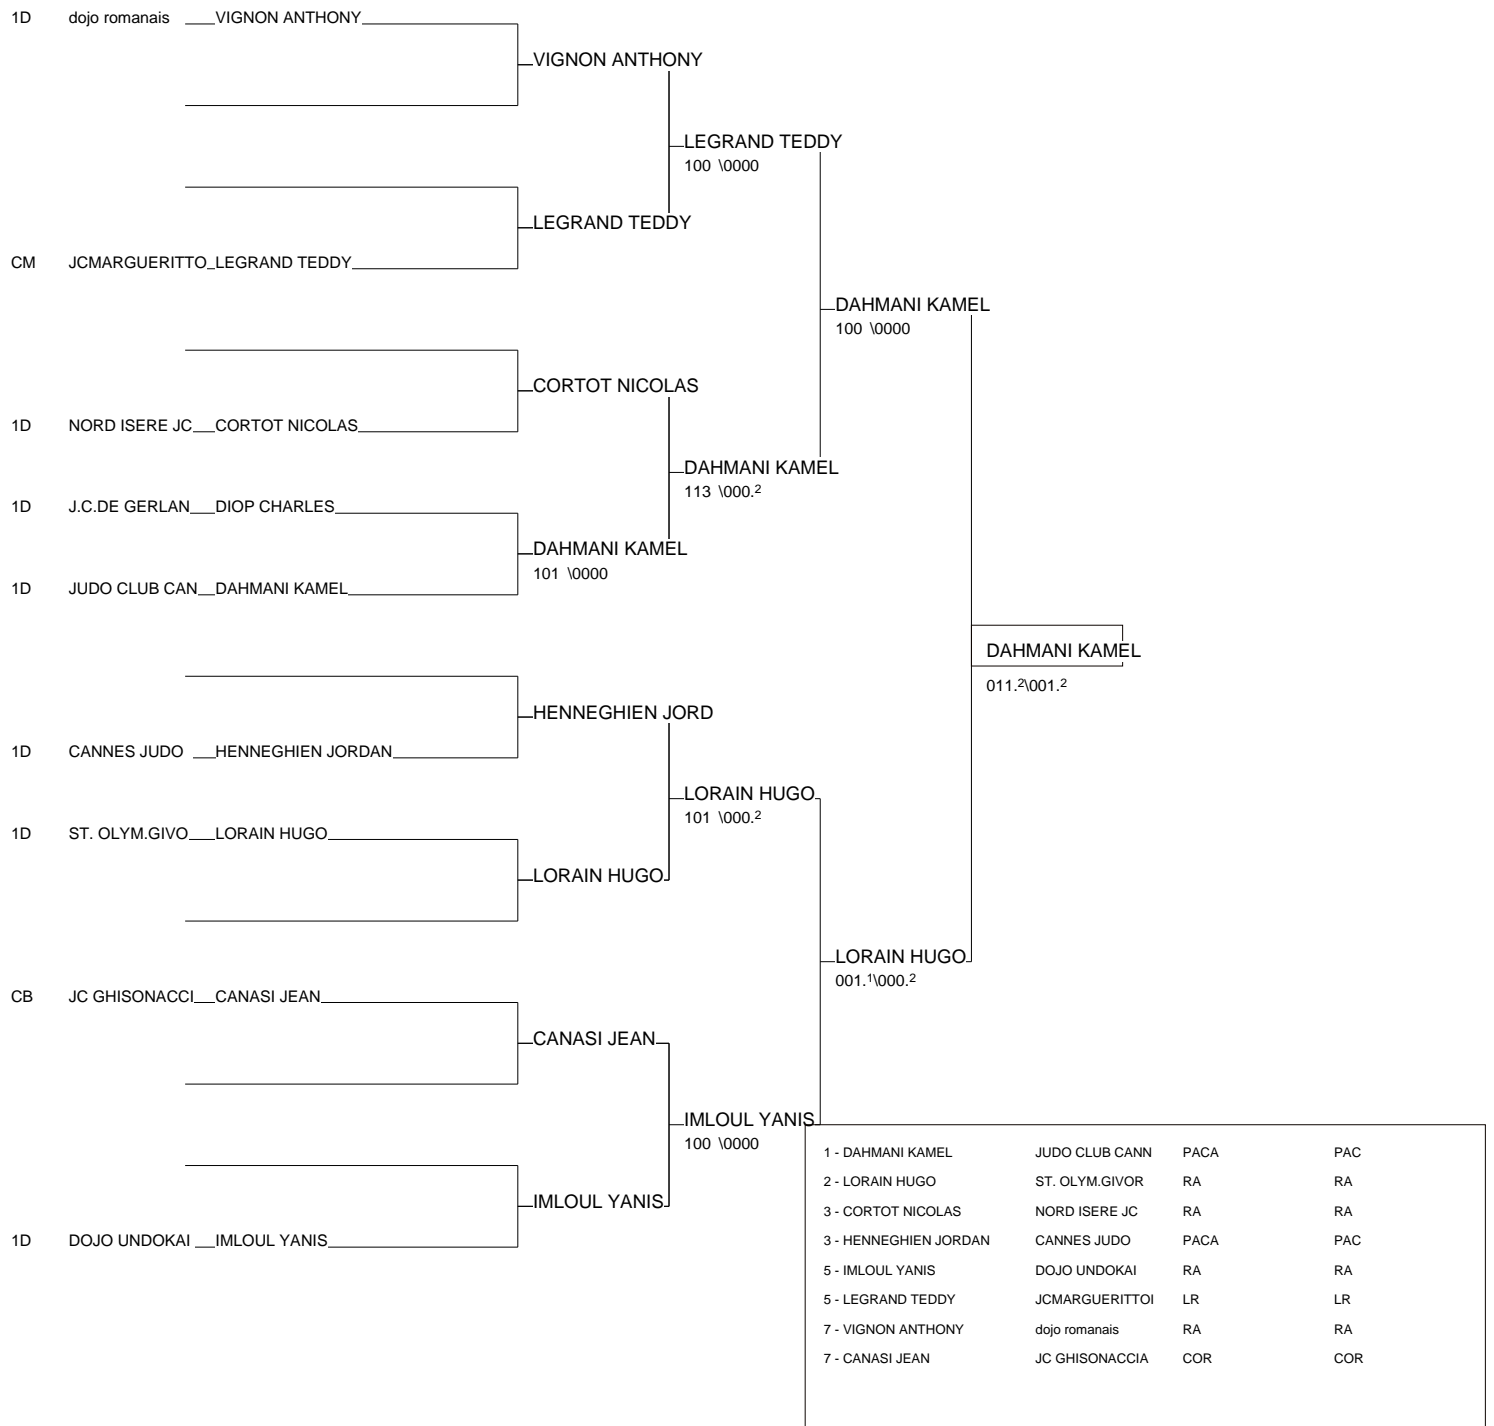 1D dojo romanais VIGNON ANTHONY
VIGNON ANTHONY
LEGRAND TEDDY
100 \0000
LEGRAND TEDDY
CM JCMARGUERITTO LEGRAND TEDDY
DAHMANI KAMEL
100 \0000
CORTOT NICOLAS
1D NORD ISERE JC CORTOT NICOLAS
DAHMANI KAMEL
113 \000.²
1D J.C.DE GERLAN DIOP CHARLES
DAHMANI KAMEL
101 \0000
1D JUDO CLUB CAN DAHMANI KAMEL
DAHMANI KAMEL
011.²\001.²
HENNEGHIEN JORD
1D CANNES JUDO HENNEGHIEN JORDAN
LORAIN HUGO
101 \000.²
1D ST. OLYM.GIVO LORAIN HUGO
LORAIN HUGO
LORAIN HUGO
001.¹\000.²
CB JC GHISONACCI CANASI JEAN
CANASI JEAN
IMLOUL YANIS
100 \0000
IMLOUL YANIS
1D DOJO UNDOKAI IMLOUL YANIS
1 - DAHMANI KAMEL JUDO CLUB CANN PACA PAC
2 - LORAIN HUGO ST. OLYM.GIVOR RA RA
3 - CORTOT NICOLAS NORD ISERE JC RA RA
3 - HENNEGHIEN JORDAN CANNES JUDO PACA PAC
5 - IMLOUL YANIS DOJO UNDOKAI RA RA
5 - LEGRAND TEDDY JCMARGUERITTOI LR LR
7 - VIGNON ANTHONY dojo romanais RA RA
7 - CANASI JEAN JC GHISONACCIA COR COR